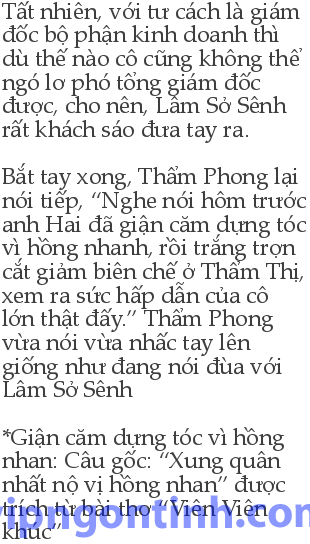 Tất nhiên, với tư cách là giám
đốc bộ phận kinh doanh thì
dù thế nào cô cũng không thể
ngó lơ phó tổng giám đốc
được, cho nên, Lâm Sở Sênh
rất khách sáo đưa tay ra.
Bắt tay xong, Thẩm Phong lại
nói tiếp, “Nghe nói hôm trước
anh Hai đã giận căm dựng tóc
vì hồng nhanh, rồi trắng trợn
cắt giảm biên chế ở Thẩm Thị,
xem ra sức hấp dẫn của cô
lớn thật đấy.” Thẩm Phong
vừa nói vừa nhấc tay lên
giống như đang nói đùa với
Lâm Sở Sênh
*Giận căm dựng tóc vì hồng
nhan: Câu gốc: “Xung quân
nhất nộ vị hồng nhan” được
trích từ bài thơ “Viên Viên
khúc”
vipngontinh.com